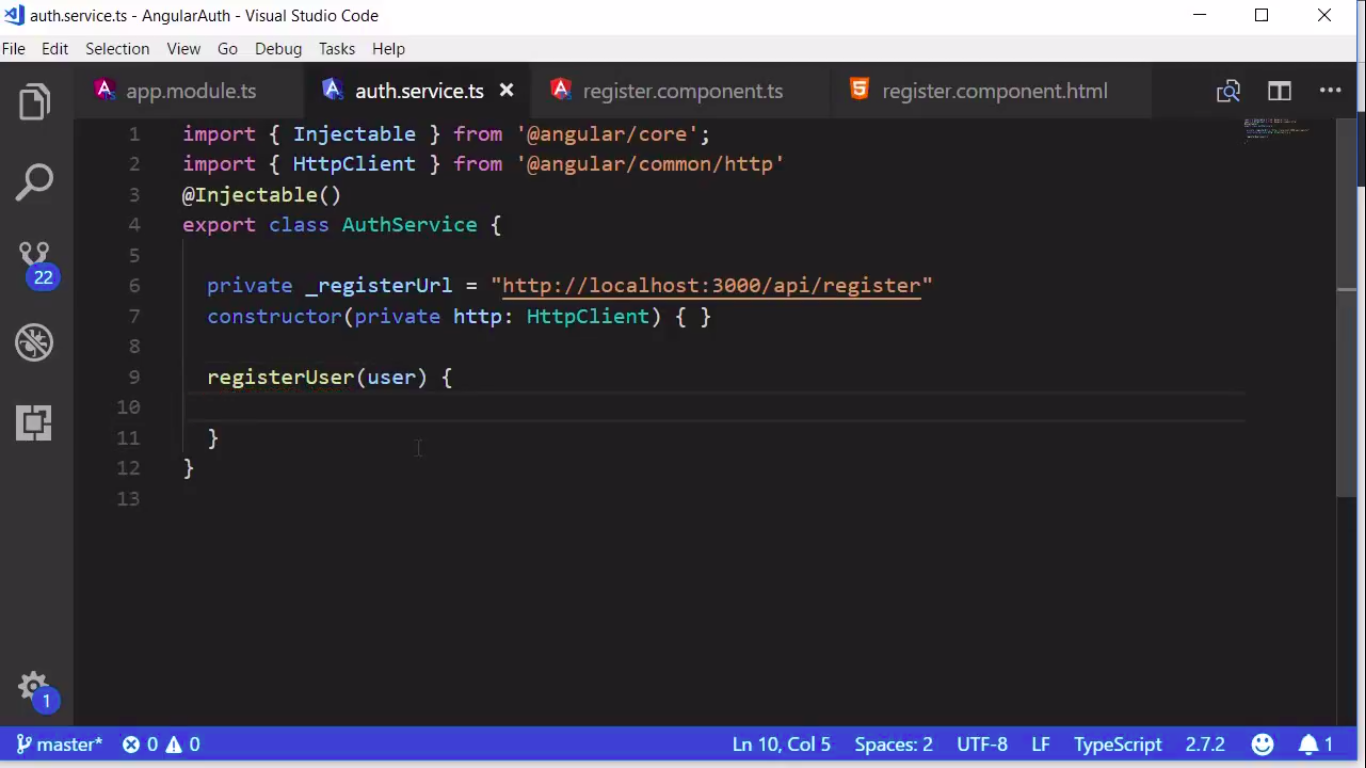 auth.service.ts - AngularAuth - Visual Studio Code
File Edit Selection View Go Debug Tasks Help
app.module.ts auth.service.ts register.component.ts register.component.html
1 import { Injectable } from '@angular/core';
2 import { HttpClient } from '@angular/common/http'
3 @Injectable()
4 export class AuthService {
5
6 private _registerUrl = "http://localhost:3000/api/register"
7 constructor(private http: HttpClient) { }
8
9 registerUser(user) {
10
11 }
12 }
13
22
1
master* 0 0 Ln 10, Col 5 Spaces: 2 UTF-8 LF TypeScript 2.7.2 1